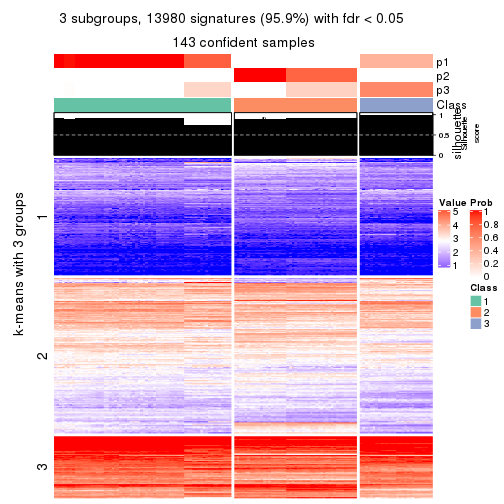 3 subgroups, 13980 signatures (95.9%) with fdr < 0.05
143 confident samples
p1
p2
p3
Class
1
0.5
0
silhouette
Silhouette
score
k-means with 3 groups
1
2
3
Value
5
4
3
2
1
Prob
1
0.8
0.6
0.4
0.2
0
Class
1
2
3